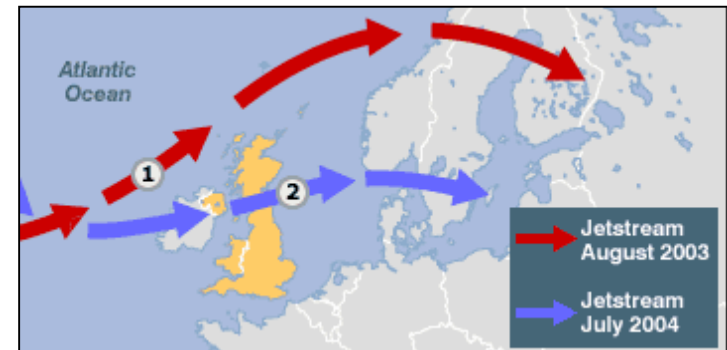 Atlantic
Ocean
1
2
Jetstream
August 2003
Jetstream
July 2004